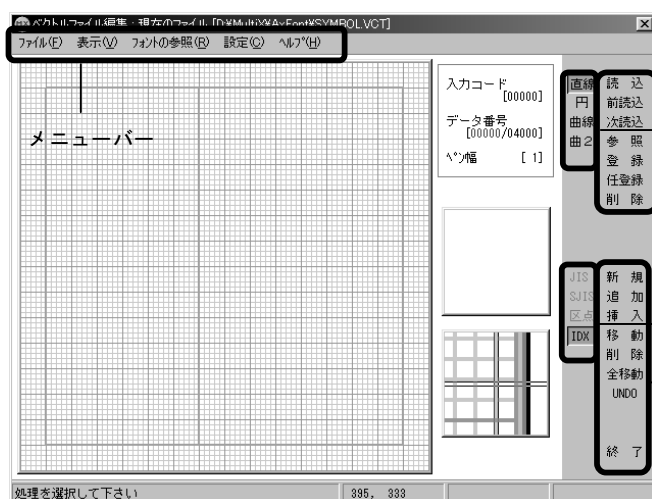 ベクトルファイル編集：現在のファイル [D:¥MultiX¥AxFont¥SYMBOL.VCT]
ファイル(F) 表示(V) フォントの参照(R) 設定(C) ヘルプ(H)
メニューバー
入力コード
[00000]
データ番号
[00000/04000]
ペン幅 [ 1]
直線
円
曲線
曲2
読 込
前読込
次読込
参 照
登 録
任登録
削 除
JIS
SJIS
区点
IDX
新 規
追 加
挿 入
移 動
削 除
全移動
UNDO
終 了
処理を選択して下さい
395, 333